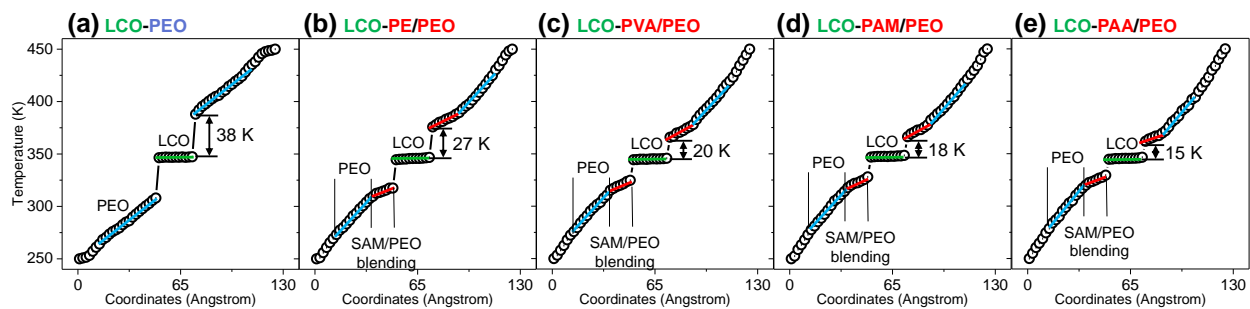 (a) LCO-PEO
(b) LCO-PE/PEO
(c) LCO-PVA/PEO
(d) LCO-PAM/PEO
(e) LCO-PAA/PEO
Temperature (K)
450
400
350
300
250
LCO
38 K
PEO
0 65 130
Coordinates (Angstrom)
LCO
27 K
PEO
SAM/PEO
blending
0 65 130
Coordinates (Angstrom)
LCO
20 K
PEO
SAM/PEO
blending
0 65 130
Coordinates (Angstrom)
LCO
18 K
PEO
SAM/PEO
blending
0 65 130
Coordinates (Angstrom)
LCO
15 K
PEO
SAM/PEO
blending
0 65 130
Coordinates (Angstrom)